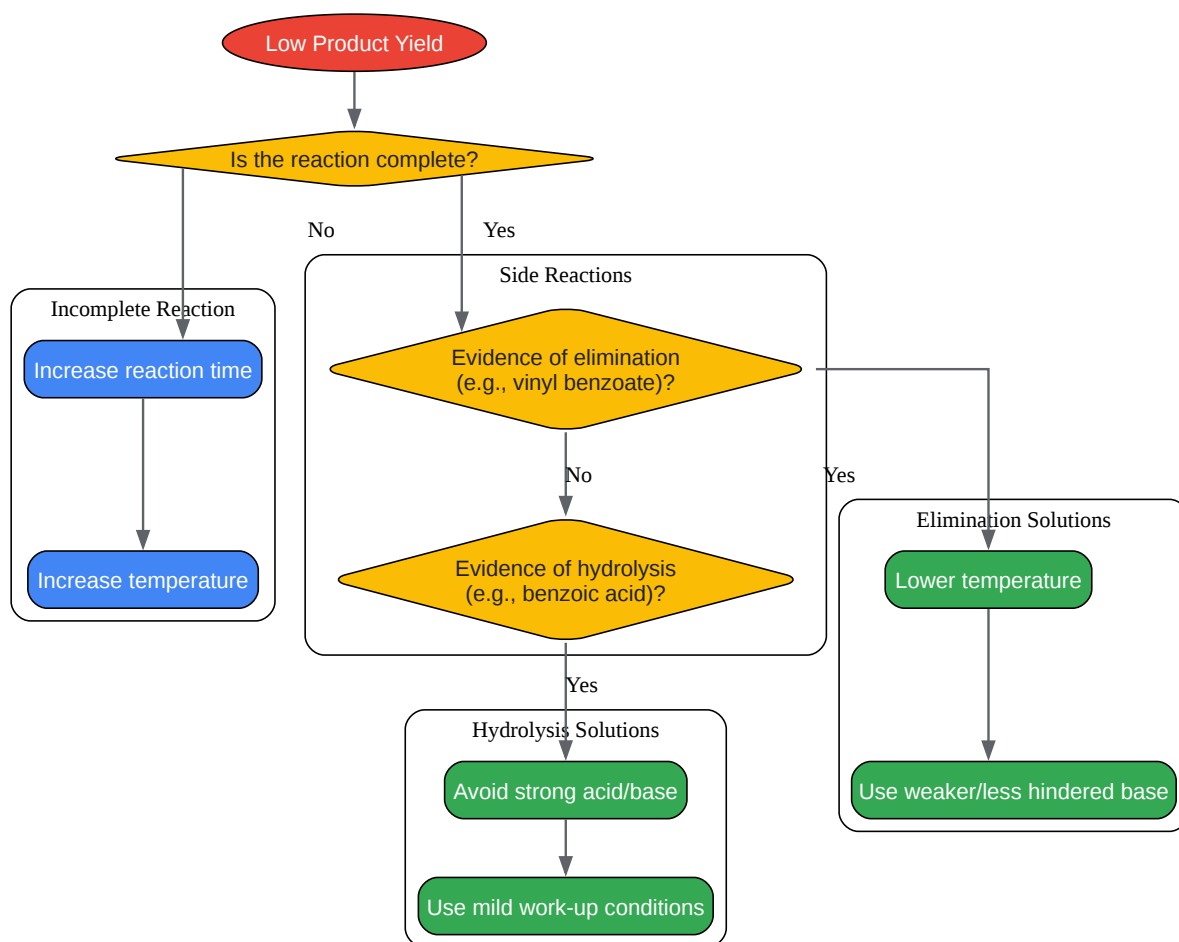 Low Product Yield
Is the reaction complete?
No
Yes
Side Reactions
Incomplete Reaction
Increase reaction time
Evidence of elimination
(e.g., vinyl benzoate)?
No
Yes
Elimination Solutions
Increase temperature
Evidence of hydrolysis
(e.g., benzoic acid)?
Lower temperature
Yes
Hydrolysis Solutions
Avoid strong acid/base
Use weaker/less hindered base
Use mild work-up conditions